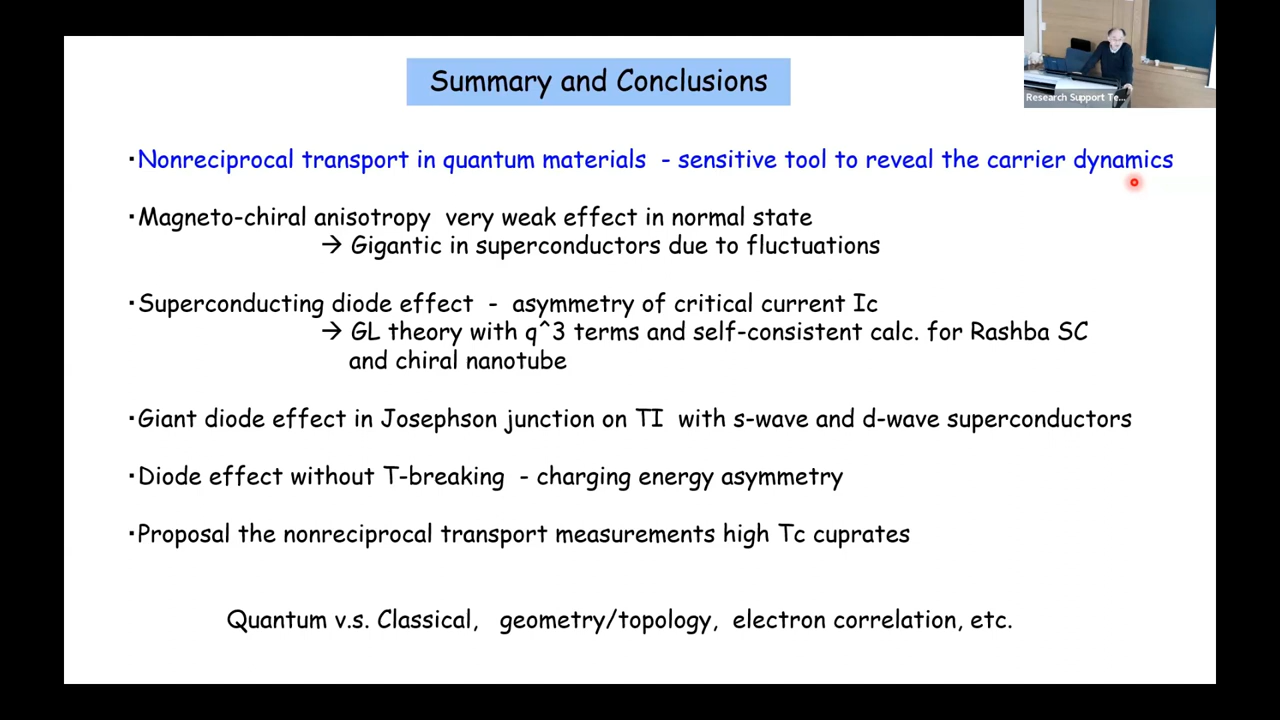 Research Support Te...
Summary and Conclusions
·Nonreciprocal transport in quantum materials - sensitive tool to reveal the carrier dynamics
·Magneto-chiral anisotropy very weak effect in normal state
→ Gigantic in superconductors due to fluctuations
·Superconducting diode effect - asymmetry of critical current Ic
→ GL theory with q^3 terms and self-consistent calc. for Rashba SC
and chiral nanotube
·Giant diode effect in Josephson junction on TI with s-wave and d-wave superconductors
·Diode effect without T-breaking - charging energy asymmetry
·Proposal the nonreciprocal transport measurements high Tc cuprates
Quantum v.s. Classical, geometry/topology, electron correlation, etc.